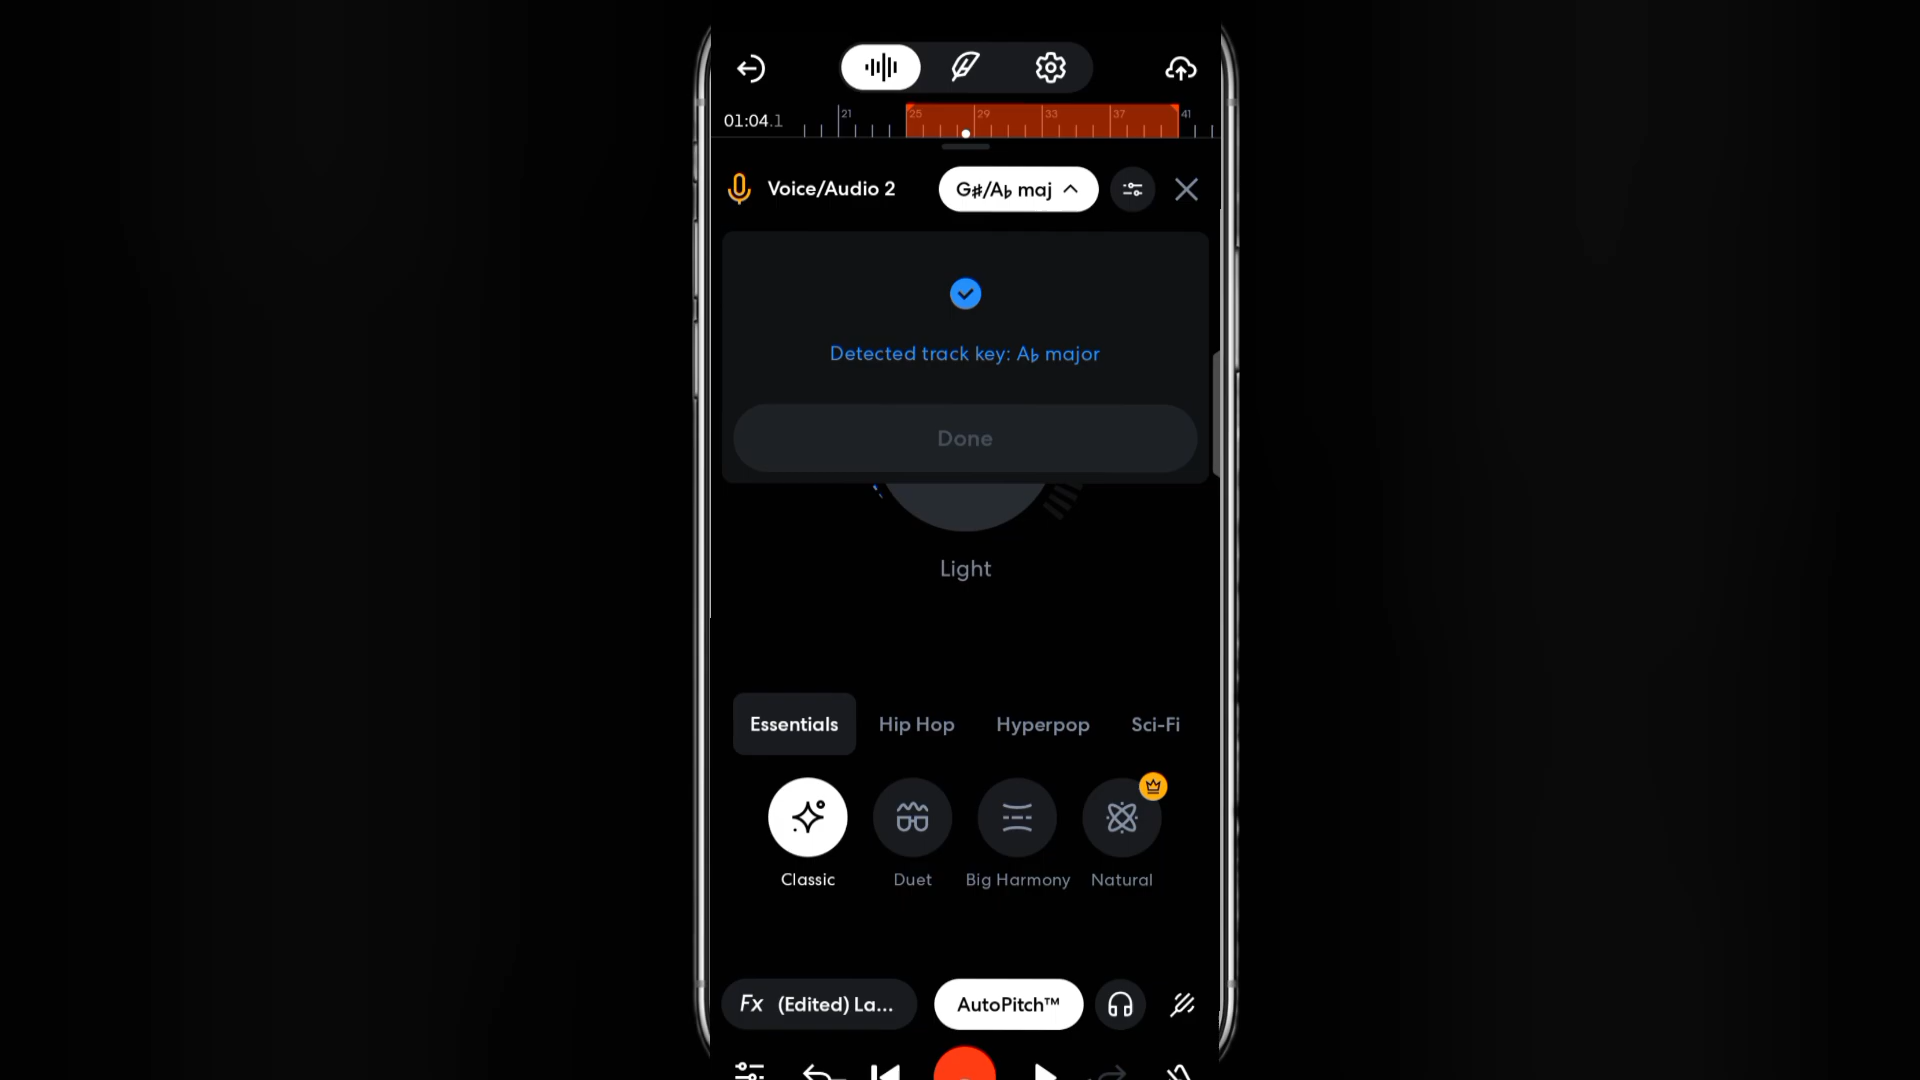 21 25 29 33 37 41
01:04.1
Voice/Audio 2 G♯/A♭ maj
Detected track key: A♭ major
Done
Light
Essentials Hip Hop Hyperpop Sci-Fi
Classic Duet Big Harmony Natural
Fx (Edited) La... AutoPitch™